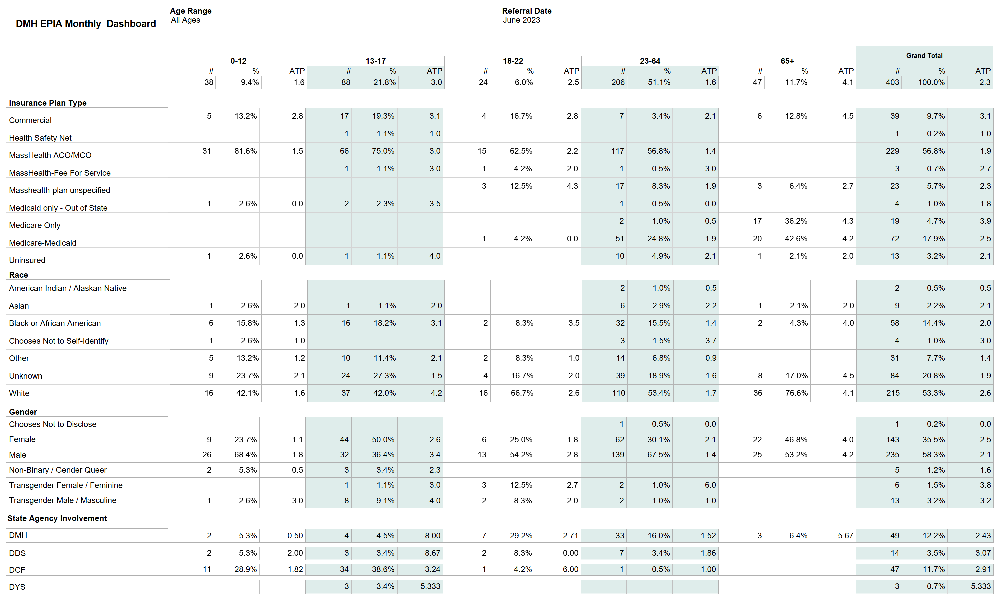 Age Range
Referral Date
All Ages
June 2023
DMH EPIA Monthly  Dashboard
Grand Total
0-12 13-17 18-22 23-64 65+
# % ATP # % ATP # % ATP # % ATP # % ATP # % ATP
38 9.4% 1.6 88 21.8% 3.0 24 6.0% 2.5 206 51.1% 1.6 47 11.7% 4.1 403 100.0% 2.3
Insurance Plan Type
Commercial 5 13.2% 2.8 17 19.3% 3.1 4 16.7% 2.8 7 3.4% 2.1 6 12.8% 4.5 39 9.7% 3.1
Health Safety Net 1 1.1% 1.0 1 0.2% 1.0
MassHealth ACO/MCO 31 81.6% 1.5 66 75.0% 3.0 15 62.5% 2.2 117 56.8% 1.4 229 56.8% 1.9
MassHealth-Fee For Service 1 1.1% 3.0 1 4.2% 2.0 1 0.5% 3.0 3 0.7% 2.7
Masshealth-plan unspecified 3 12.5% 4.3 17 8.3% 1.9 3 6.4% 2.7 23 5.7% 2.3
Medicaid only - Out of State 1 2.6% 0.0 2 2.3% 3.5 1 0.5% 0.0 4 1.0% 1.8
Medicare Only 2 1.0% 0.5 17 36.2% 4.3 19 4.7% 3.9
Medicare-Medicaid 1 4.2% 0.0 51 24.8% 1.9 20 42.6% 4.2 72 17.9% 2.5
Uninsured 1 2.6% 0.0 1 1.1% 4.0 10 4.9% 2.1 1 2.1% 2.0 13 3.2% 2.1
Race
American Indian / Alaskan Native 2 1.0% 0.5 2 0.5% 0.5
Asian 1 2.6% 2.0 1 1.1% 2.0 6 2.9% 2.2 1 2.1% 2.0 9 2.2% 2.1
Black or African American 6 15.8% 1.3 16 18.2% 3.1 2 8.3% 3.5 32 15.5% 1.4 2 4.3% 4.0 58 14.4% 2.0
Chooses Not to Self-Identify 1 2.6% 1.0 3 1.5% 3.7 4 1.0% 3.0
Other 5 13.2% 1.2 10 11.4% 2.1 2 8.3% 1.0 14 6.8% 0.9 31 7.7% 1.4
Unknown 9 23.7% 2.1 24 27.3% 1.5 4 16.7% 2.0 39 18.9% 1.6 8 17.0% 4.5 84 20.8% 1.9
White 16 42.1% 1.6 37 42.0% 4.2 16 66.7% 2.6 110 53.4% 1.7 36 76.6% 4.1 215 53.3% 2.6
Gender
Chooses Not to Disclose 1 0.5% 0.0 1 0.2% 0.0
Female 9 23.7% 1.1 44 50.0% 2.6 6 25.0% 1.8 62 30.1% 2.1 22 46.8% 4.0 143 35.5% 2.5
Male 26 68.4% 1.8 32 36.4% 3.4 13 54.2% 2.8 139 67.5% 1.4 25 53.2% 4.2 235 58.3% 2.1
Non-Binary / Gender Queer 2 5.3% 0.5 3 3.4% 2.3 5 1.2% 1.6
Transgender Female / Feminine 1 1.1% 3.0 3 12.5% 2.7 2 1.0% 6.0 6 1.5% 3.8
Transgender Male / Masculine 1 2.6% 3.0 8 9.1% 4.0 2 8.3% 2.0 2 1.0% 1.0 13 3.2% 3.2
State Agency Involvement
DMH 2 5.3% 0.50 4 4.5% 8.00 7 29.2% 2.71 33 16.0% 1.52 3 6.4% 5.67 49 12.2% 2.43
DDS 2 5.3% 2.00 3 3.4% 8.67 2 8.3% 0.00 7 3.4% 1.86 14 3.5% 3.07
DCF 11 28.9% 1.82 34 38.6% 3.24 1 4.2% 6.00 1 0.5% 1.00 47 11.7% 2.91
DYS 3 3.4% 5.333 3 0.7% 5.333